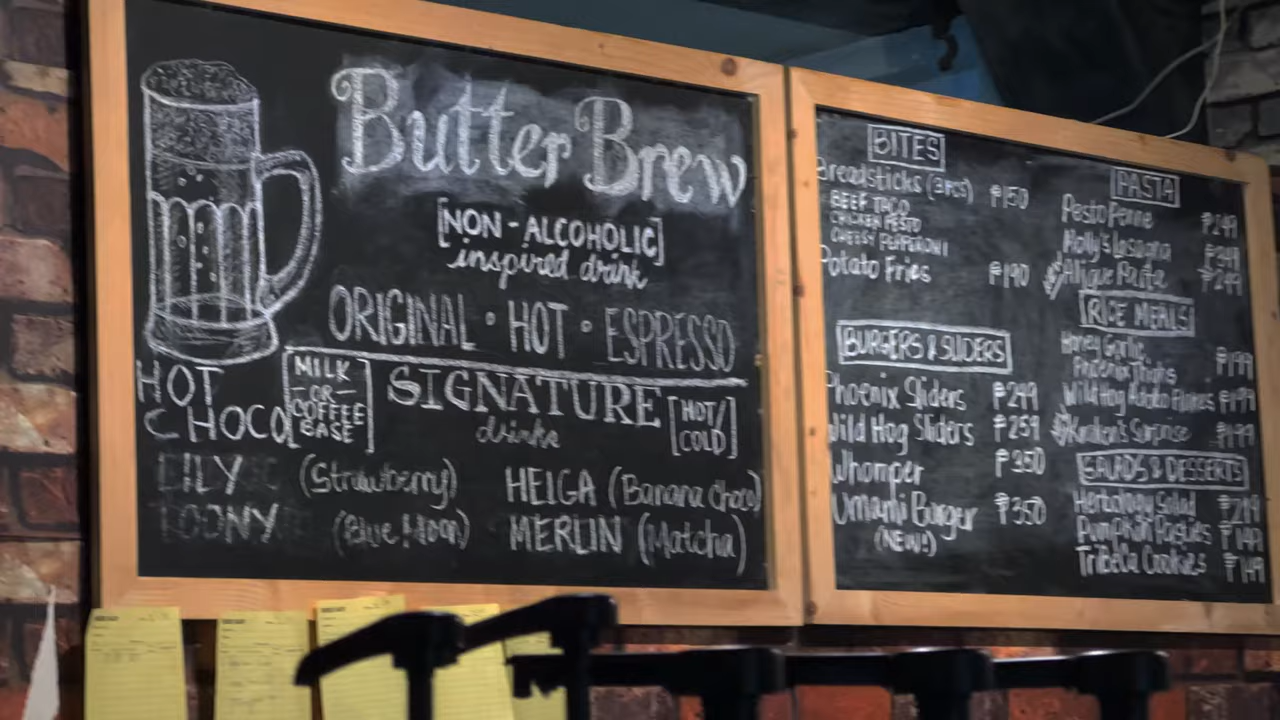 Butter Brew
[NON-ALCOHOLIC]
inspired drink
ORIGINAL • HOT • ESPRESSO
HOT
CHOCO
[MILK
-OR-
COFFEE
BASE]
SIGNATURE
drinks
[HOT/
COLD]
LILY (Strawberry)
LOONY (Blue Moon)
HELGA (Banana Choco)
MERLIN (Matcha)
BITES
Breadsticks (3pcs) ₱150
BEEF TACO
CHICKEN PESTO
CHEESY PEPPERONI
Potato Fries ₱190
BURGERS & SLIDERS
Phoenix Sliders ₱299
Wild Hog Sliders ₱259
Whomper ₱350
Umami Burger ₱350
(NEW!)
PASTA
Pesto Penne ₱249
Molly's Lasagna ₱349
Aligue Pasta ₱249
RICE MEALS
Honey Garlic
Phoenix Thighs ₱199
Wild Hog Adobo Flakes ₱199
Kraken's Surprise ₱199
SALADS & DESSERTS
Herbology Salad ₱219
Pumpkin Pasties ₱149
Tribela Cookies ₱149